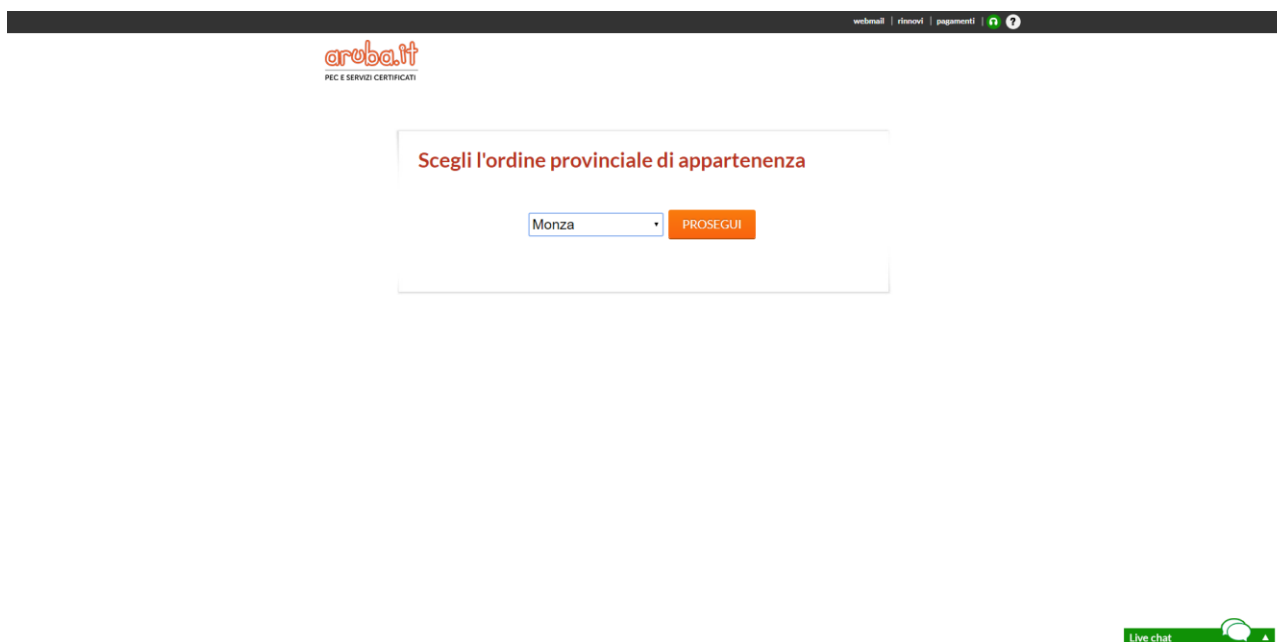 webmail | rinnovi | pagamenti | ?
aruba.it
PEC E SERVIZI CERTIFICATI
Scegli l'ordine provinciale di appartenenza
Monza
PROSEGUI
Live chat